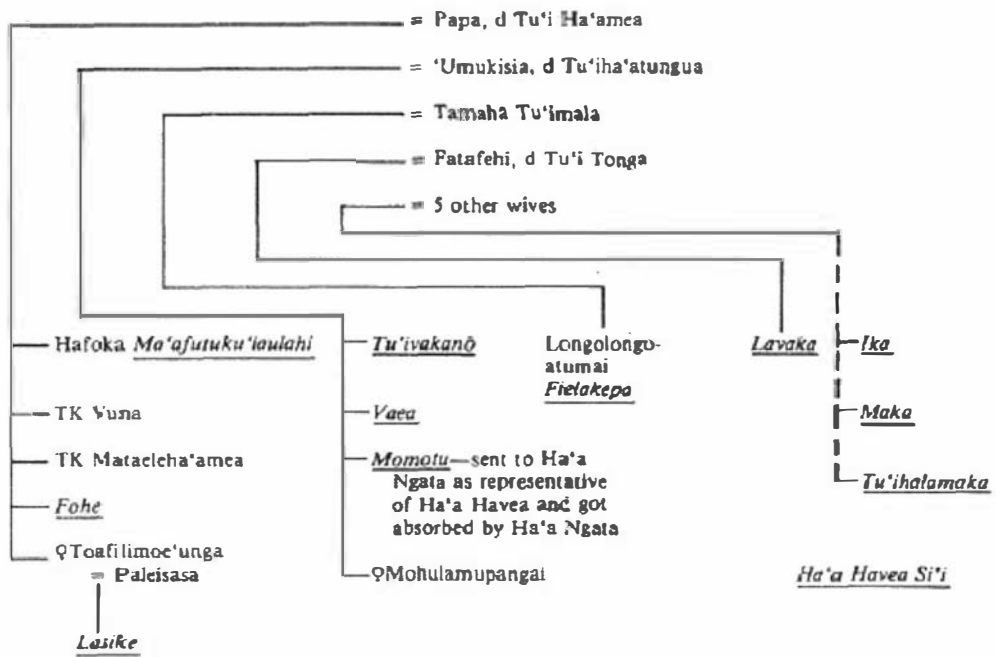 = Papa, d Tu'i Ha'amea
= 'Umukisia, d Tu'iha'atungua
= Tamahā Tu'imala
= Fatafehi, d Tu'i Tonga
= 5 other wives
Hafoka Ma'afutuku'iaulahi
Tu'ivakanō
Longolongo-
atumai
Fielakepa
Lavaka
Ika
TK Vuna
Vaea
Maka
TK Mataeleha'amea
Momotu—sent to Ha'a
Ngata as representative
of Ha'a Havea and got
absorbed by Ha'a Ngata
Tu'ihalamaka
Fohe
♀Toafilimoe'unga
= Paleisasa
♀Mohulamupangai
Ha'a Havea Si'i
Lasike